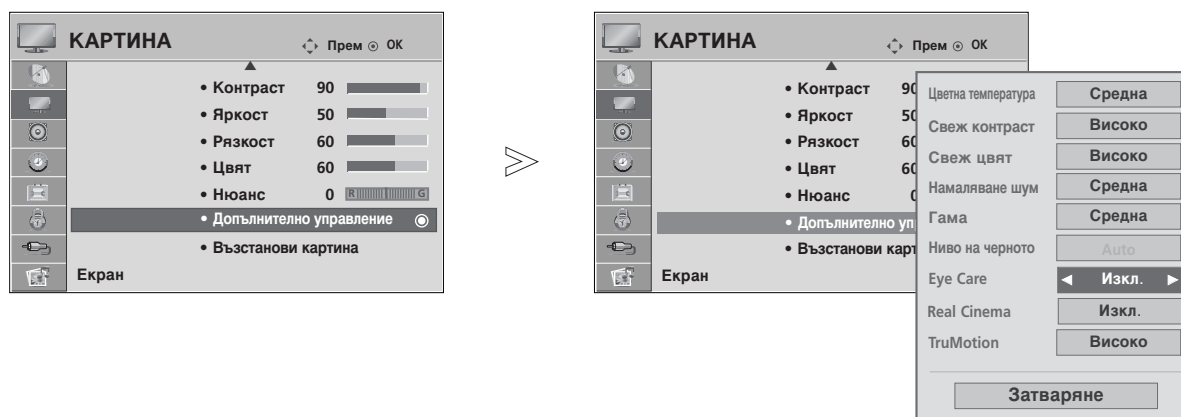 КАРТИНА
Прем OK
• Контраст 90
• Яркост 50
• Рязкост 60
• Цвят 60
• Нюанс 0 R G
• Допълнително управление
• Възстанови картина
Екран
КАРТИНА
Прем OK
• Контраст 90
• Яркост 50
• Рязкост 60
• Цвят 60
• Нюанс 0
• Допълнително уп
• Възстанови карт
Екран
Цветна температура Средна
Свеж контраст Високо
Свеж цвят Високо
Намаляване шум Средна
Гама Средна
Ниво на черното Auto
Eye Care ◄ Изкл. ►
Real Cinema Изкл.
TruMotion Високо
Затваряне